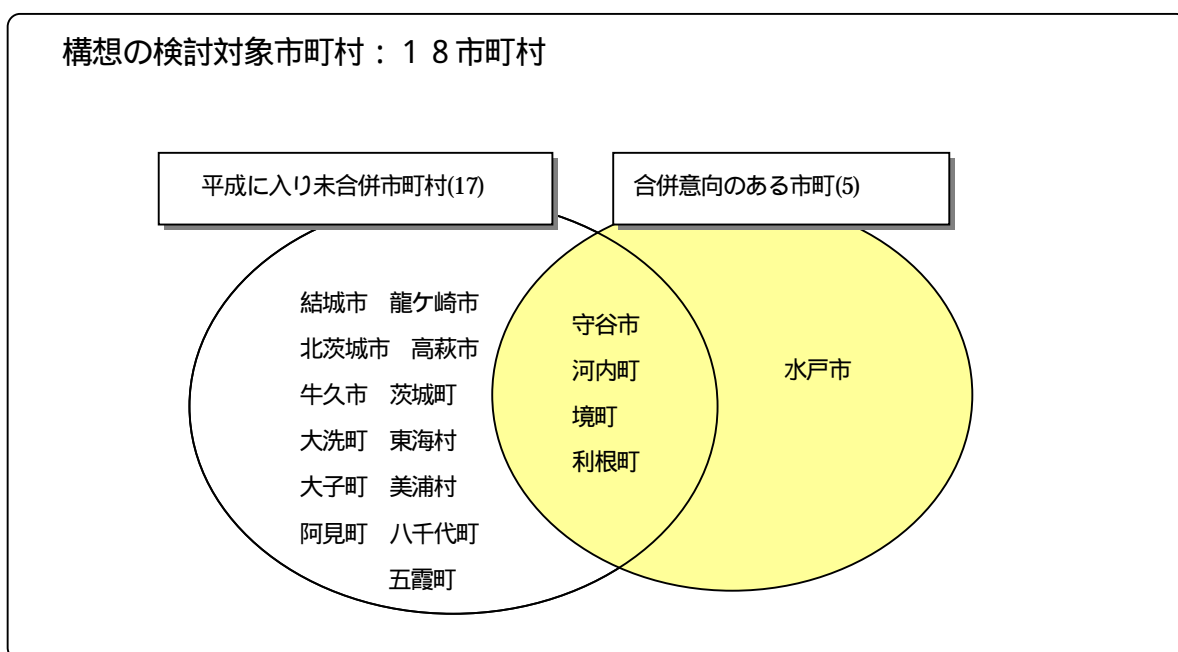 構想の検討対象市町村：１８市町村
平成に入り未合併市町村(17)
合併意向のある市町(5)
結城市　龍ケ崎市
北茨城市　高萩市
牛久市　茨城町
大洗町　東海村
大子町　美浦村
阿見町　八千代町
五霞町
守谷市
河内町
境町
利根町
水戸市